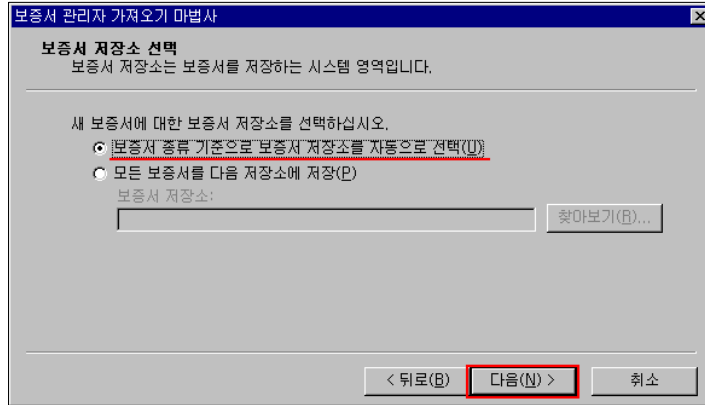 보증서 관리자 가져오기 마법사
보증서 저장소 선택
보증서 저장소는 보증서를 저장하는 시스템 영역입니다.
새 보증서에 대한 보증서 저장소를 선택하십시오.
보증서 종류 기준으로 보증서 저장소를 자동으로 선택(U)
모든 보증서를 다음 저장소에 저장(P)
보증서 저장소:
찾아보기(R)...
< 뒤로(B) 다음(N) > 취소